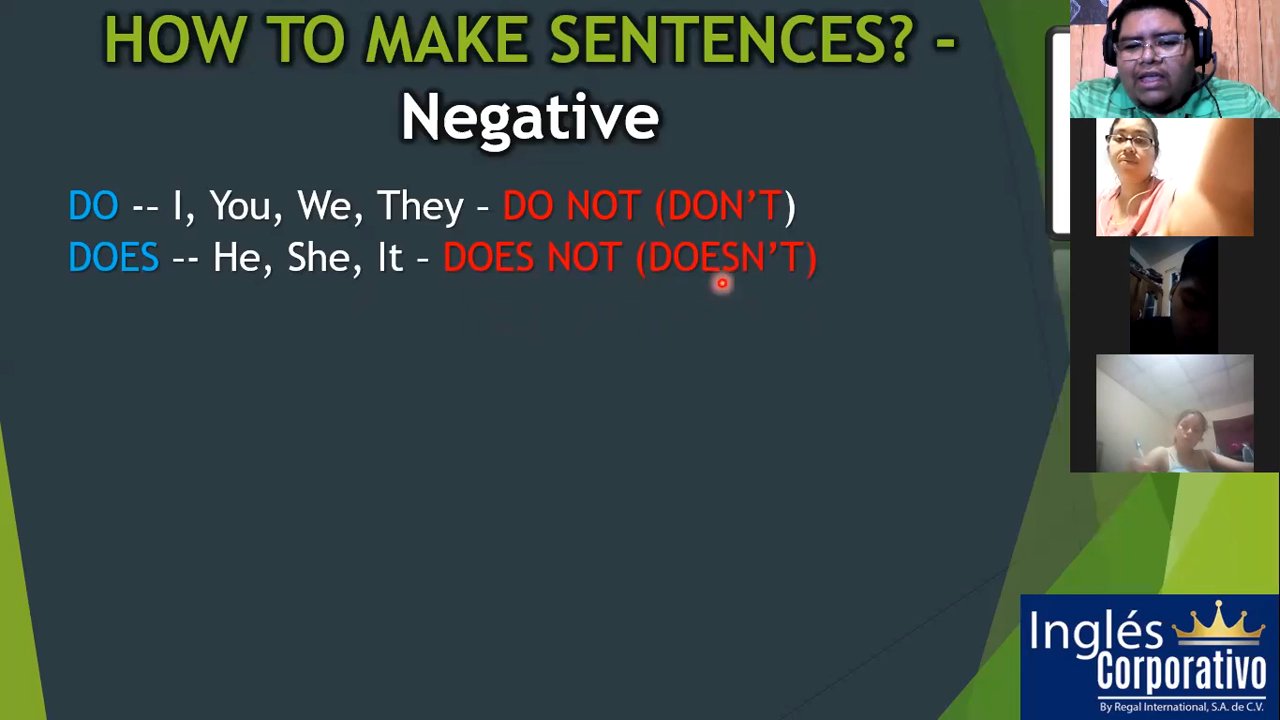 HOW TO MAKE SENTENCES? -
Negative
DO -– I, You, We, They – DO NOT (DON’T)
DOES –- He, She, It – DOES NOT (DOESN’T)
Inglés
Corporativo
By Regal International, S.A. de C.V.